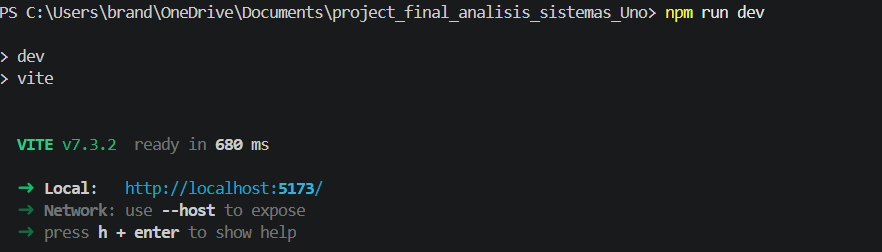 PS C:\Users\brand\OneDrive\Documents\project_final_analisis_sistemas_Uno> npm run dev
> dev
> vite
VITE v7.3.2 ready in 680 ms
➜ Local: http://localhost:5173/
➜ Network: use --host to expose
➜ press h + enter to show help